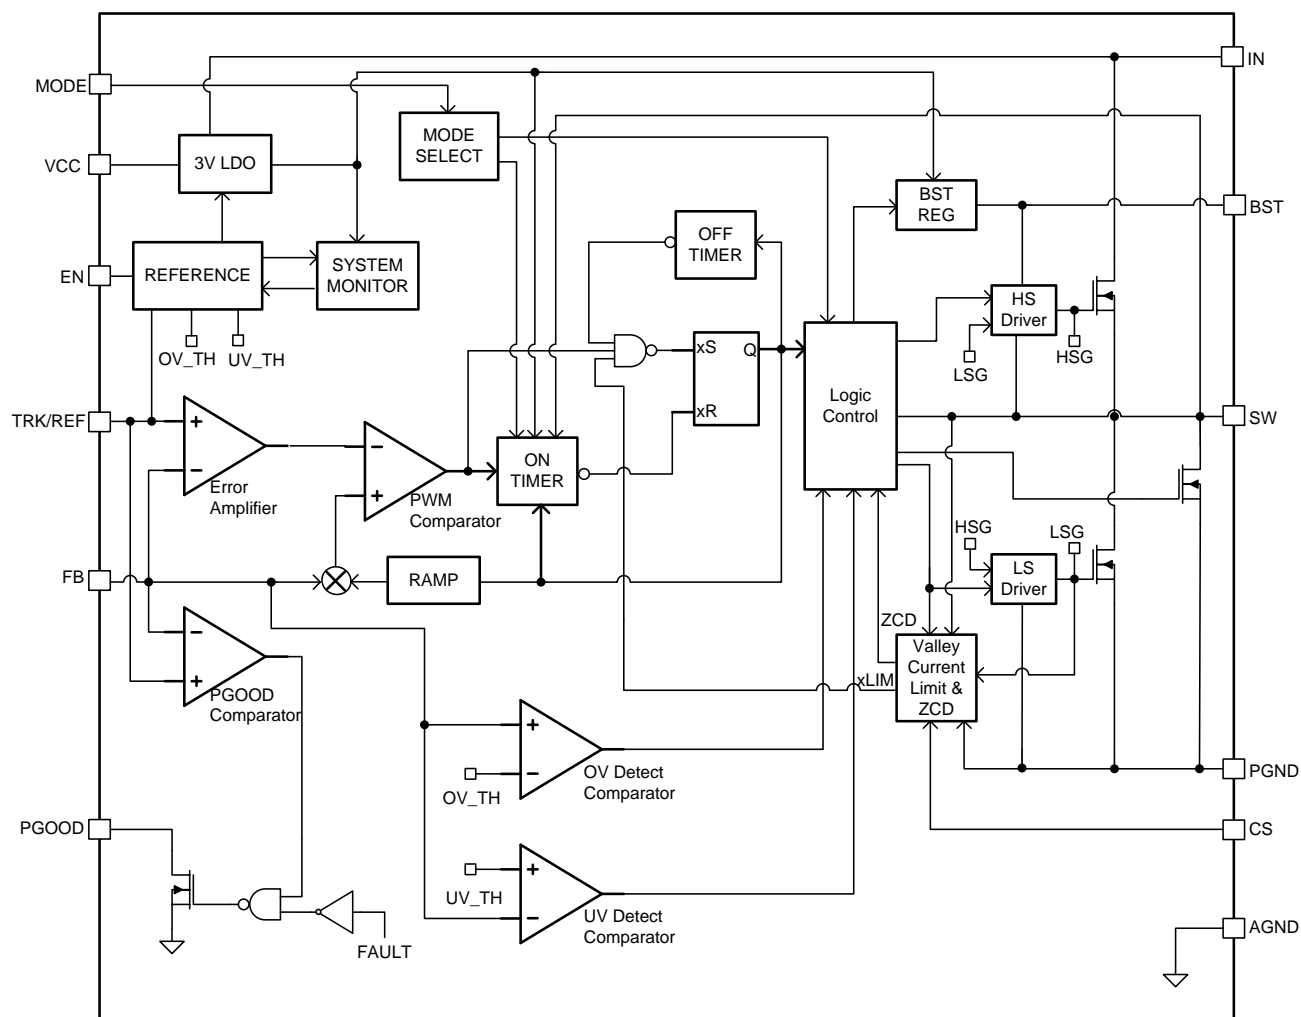 IN
MODE
MODE
SELECT
VCC
3V LDO
BST
REG
BST
OFF
TIMER
EN
REFERENCE
SYSTEM
MONITOR
HS
Driver
OV_TH
UV_TH
xS
Q
LSG
HSG
TRK/REF
+
−
Error
Amplifier
−
+
PWM
Comparator
ON
TIMER
xR
Logic
Control
SW
HSG
LSG
FB
RAMP
LS
Driver
ZCD
−
+
PGOOD
Comparator
Valley
Current
Limit &
ZCD
xLIM
+
−
OV_TH
OV Detect
Comparator
PGND
PGOOD
CS
+
−
UV_TH
UV Detect
Comparator
FAULT
AGND